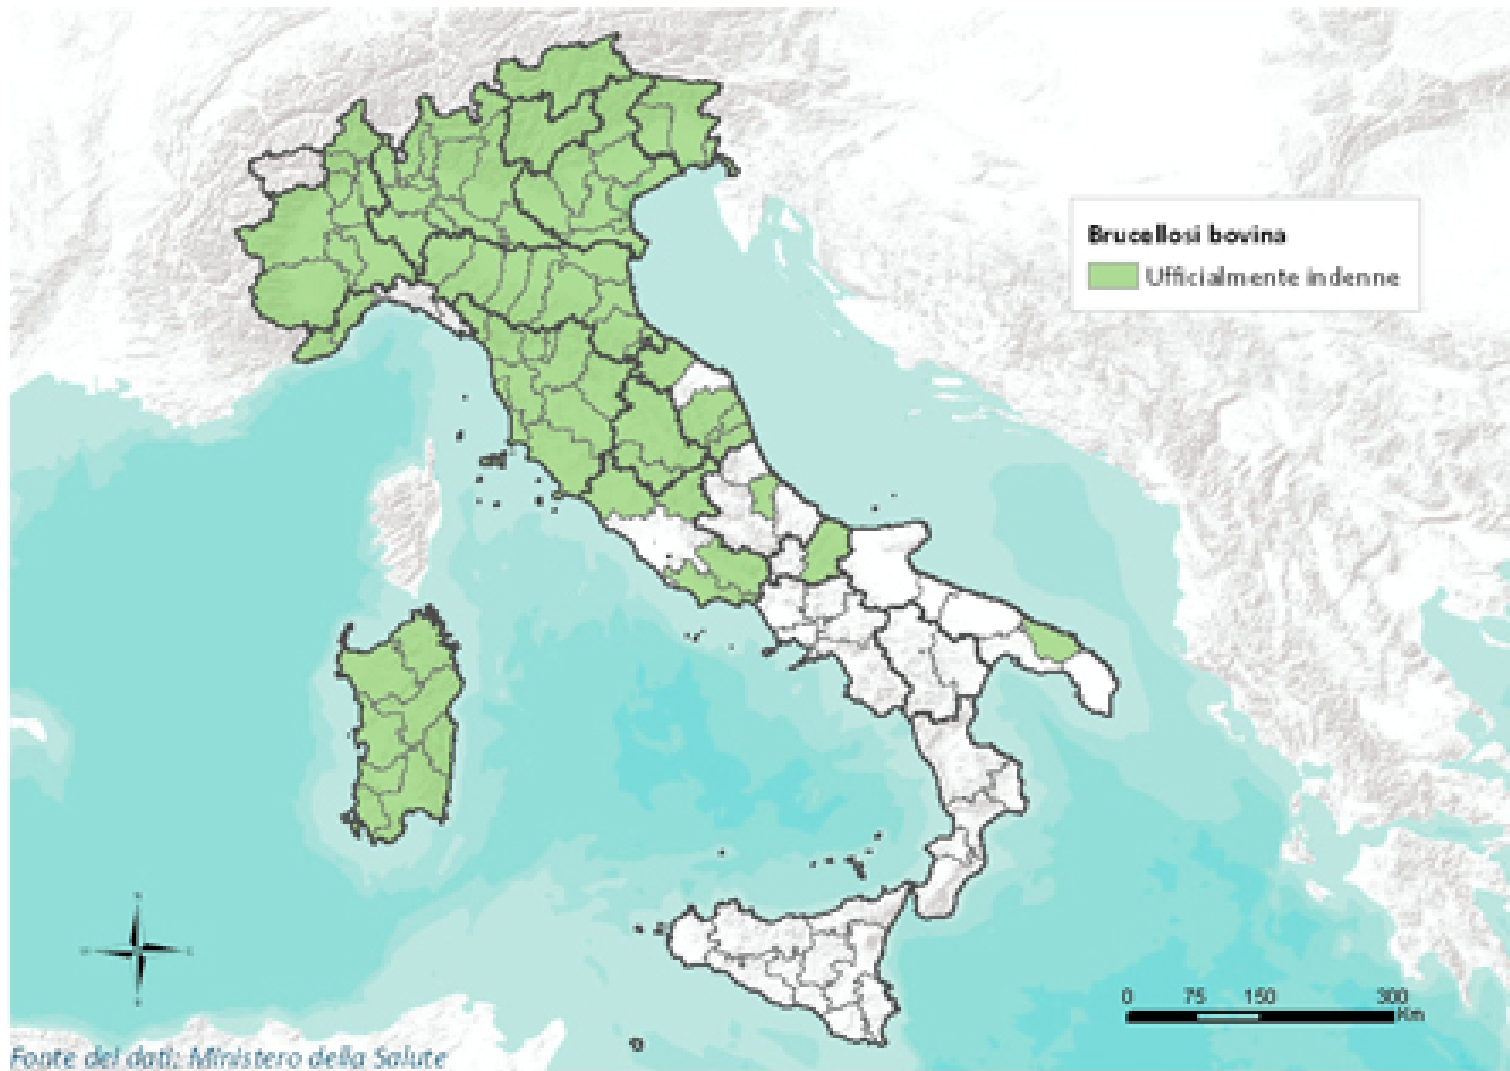 Brucellosi bovina
Ufficialmente indenne
0 75 150 300
Km
Fonte dei dati: Ministero della Salute